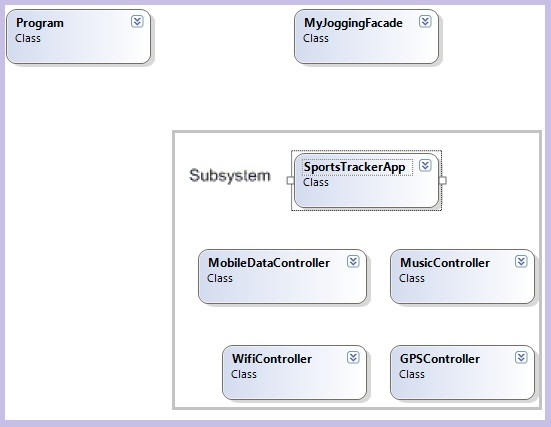 Program
Class
MyJoggingFacade
Class
Subsystem
SportsTrackerApp
Class
MobileDataController
Class
MusicController
Class
WifiController
Class
GPSController
Class